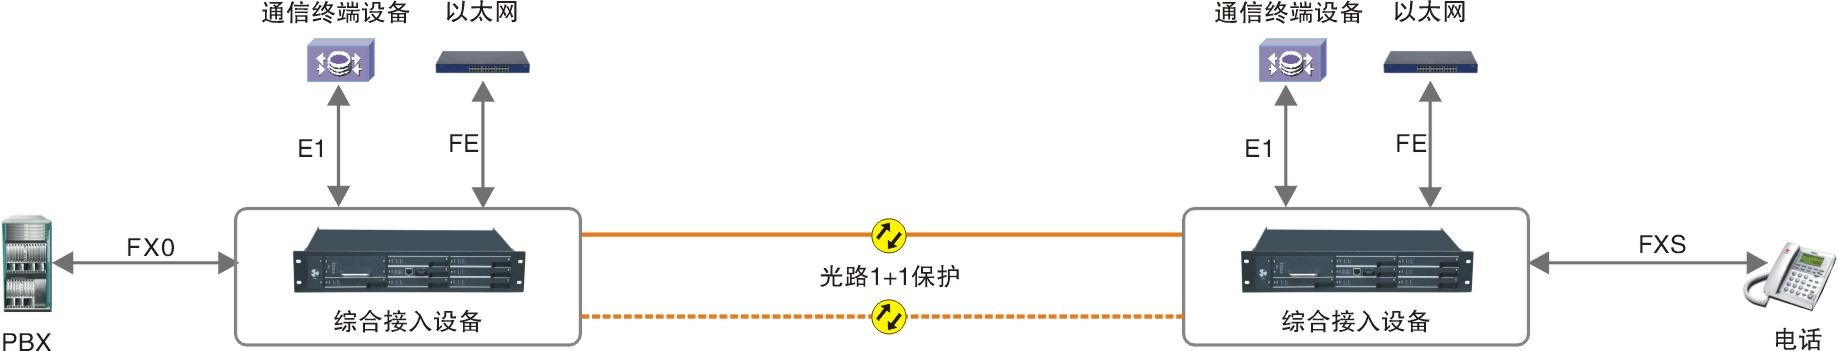 通信终端设备 以太网 通信终端设备 以太网
E1 FE E1 FE
FX0 FXS
光路1+1保护
综合接入设备 综合接入设备
PBX 电话